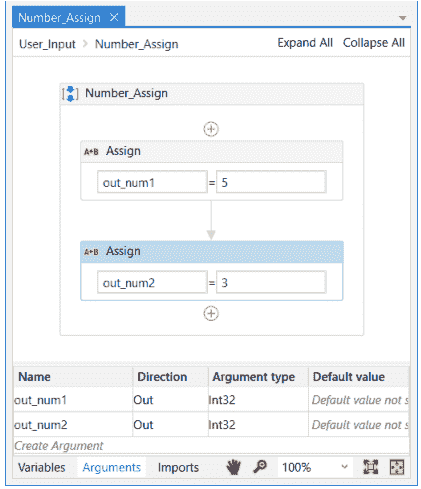 Number_Assign
User_Input > Number_Assign Expand All Collapse All
Number_Assign
A+B Assign
out_num1 = 5
A+B Assign
out_num2 = 3
Name Direction Argument type Default value
out_num1 Out Int32 Default value not s
out_num2 Out Int32 Default value not s
Create Argument
Variables Arguments Imports 100%